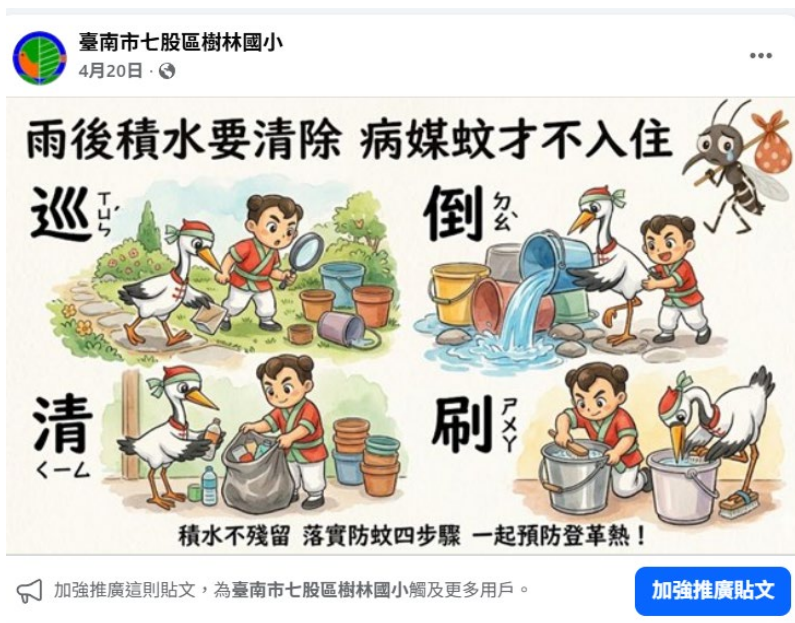 臺南市七股區樹林國小
4月20日 ·
雨後積水要清除 病媒蚊才不入住
巡 ㄒㄩㄣˊ
倒 ㄉㄠˋ
清 ㄑㄧㄥ
刷 ㄕㄨㄚ
積水不殘留 落實防蚊四步驟 一起預防登革熱！
加強推廣這則貼文，為臺南市七股區樹林國小觸及更多用戶。
加強推廣貼文